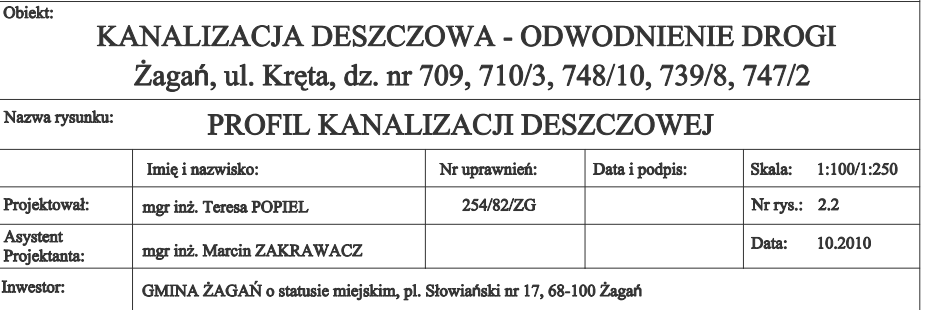 Obiekt:
KANALIZACJA DESZCZOWA - ODWODNIENIE DROGI
Żagań, ul. Kręta, dz. nr 709, 710/3, 748/10, 739/8, 747/2
Nazwa rysunku:
PROFIL KANALIZACJI DESZCZOWEJ
Imię i nazwisko: Nr uprawnień: Data i podpis: Skala: 1:100/1:250
Projektował: mgr inż. Teresa POPIEL 254/82/ZG Nr rys.: 2.2
Asystent
Projektanta: mgr inż. Marcin ZAKRAWACZ Data: 10.2010
Inwestor: GMINA ŻAGAŃ o statusie miejskim, pl. Słowiański nr 17, 68-100 Żagań